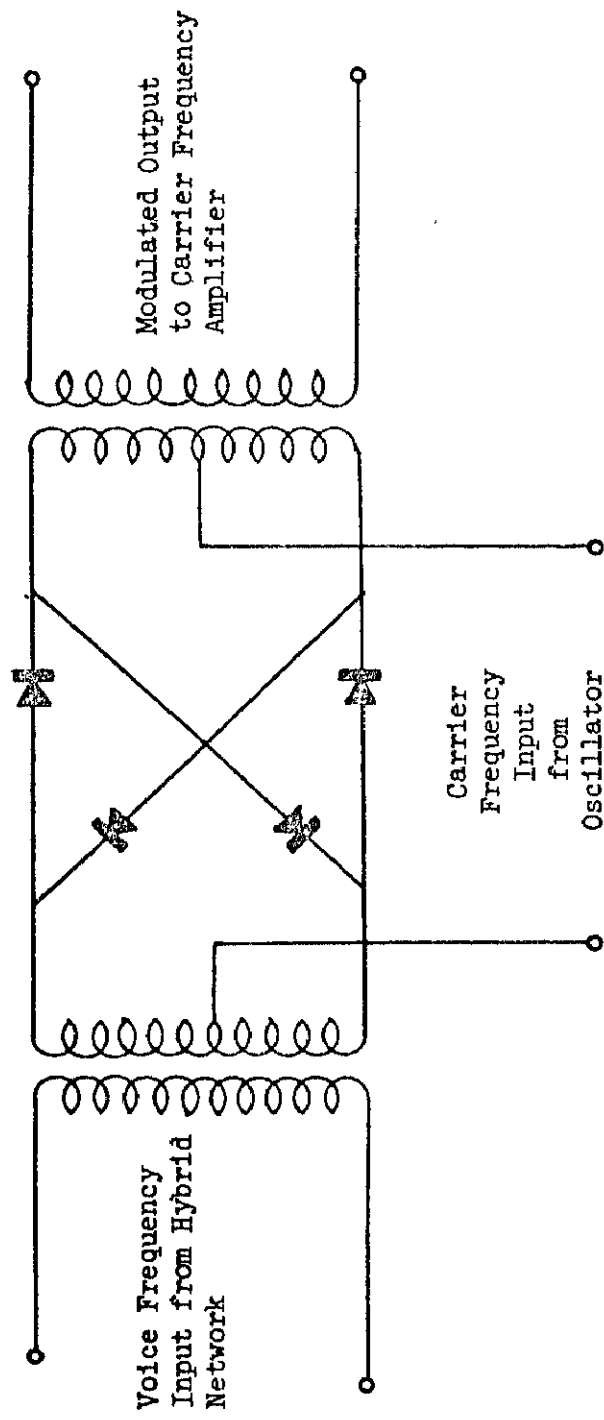 Voice Frequency
Input from Hybrid
Network
Carrier
Frequency
Input
from
Oscillator
Modulated Output
to Carrier Frequency
Amplifier